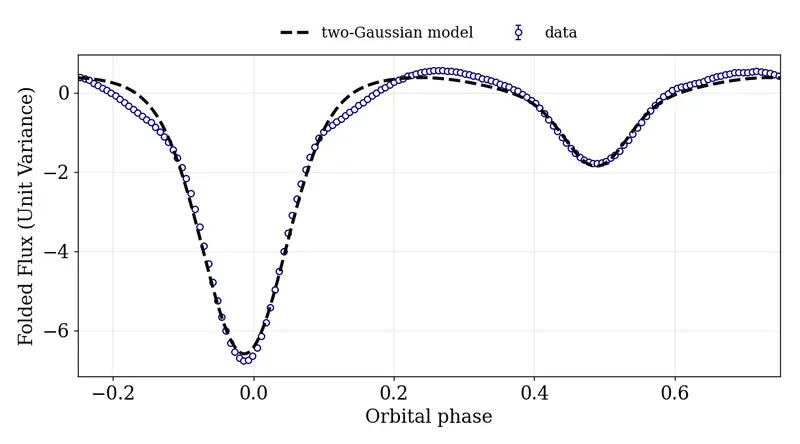 two-Gaussian model data
Folded Flux (Unit Variance)
0
−2
−4
−6
−0.2 0.0 0.2 0.4 0.6
Orbital phase